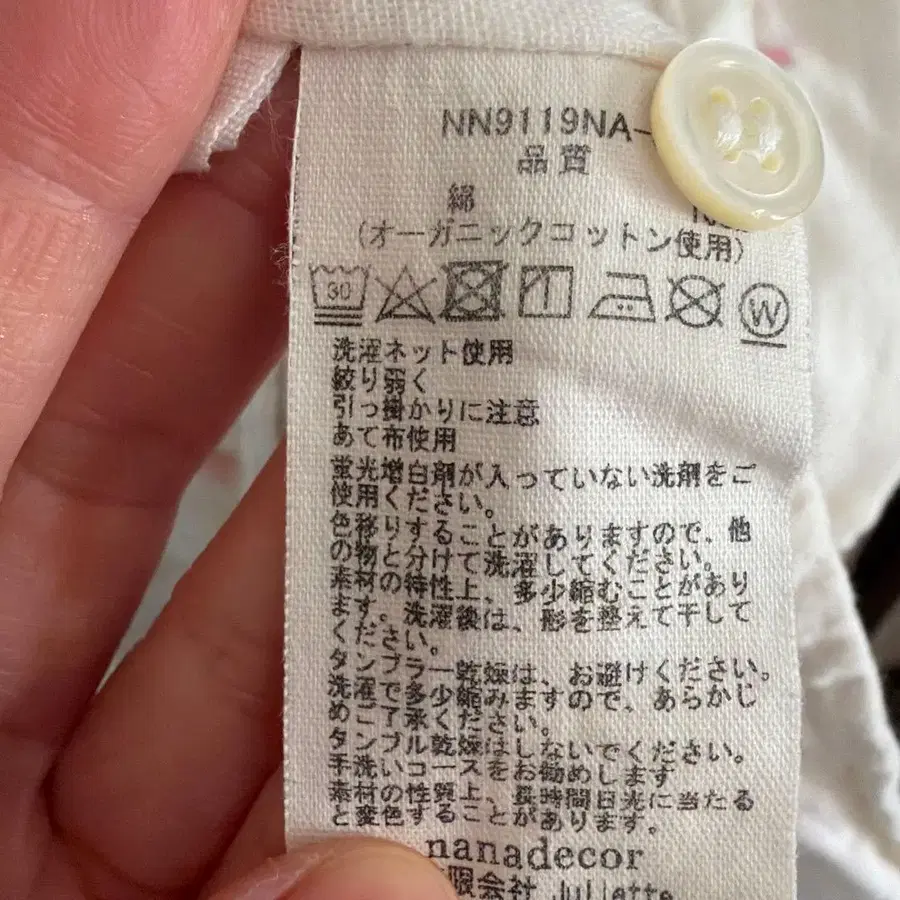 NN9119NA-
品質
綿
(オーガニックコットン使用)
30
W
洗濯ネット使用
絞り弱く
引っ掛かりに注意
あて布使用
蛍光増白剤が入っていない洗剤をご
使用ください。
色移りすることがありますので、他
の物と分けて洗濯してください。
素材の特性上、多少縮むことがあり
ます。洗濯後は、形を整えて干して
ください。
タンブラー乾燥は、お避けください。
洗濯で多少縮みますので、あらかじ
めご了承ください。
タンブル乾燥はしないでください。
手洗いコースをお勧めします
素材の性質上、長時間日光に当たる
と変色することがあります。
nanadecor
限会社 Juliette